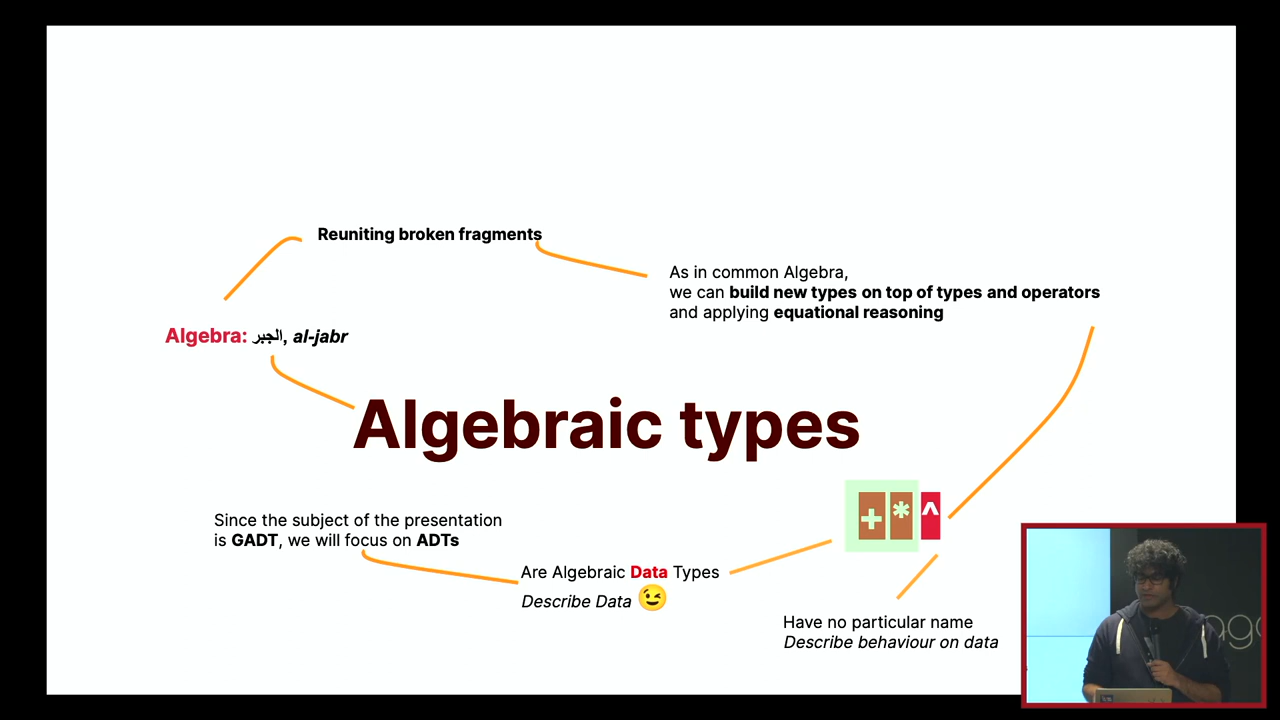 Reuniting broken fragments
As in common Algebra,
we can build new types on top of types and operators
and applying equational reasoning
Algebra: الجبر, al-jabr
Algebraic types
+ * ^
Since the subject of the presentation
is GADT, we will focus on ADTs
Are Algebraic Data Types
Describe Data 😉
Have no particular name
Describe behaviour on data